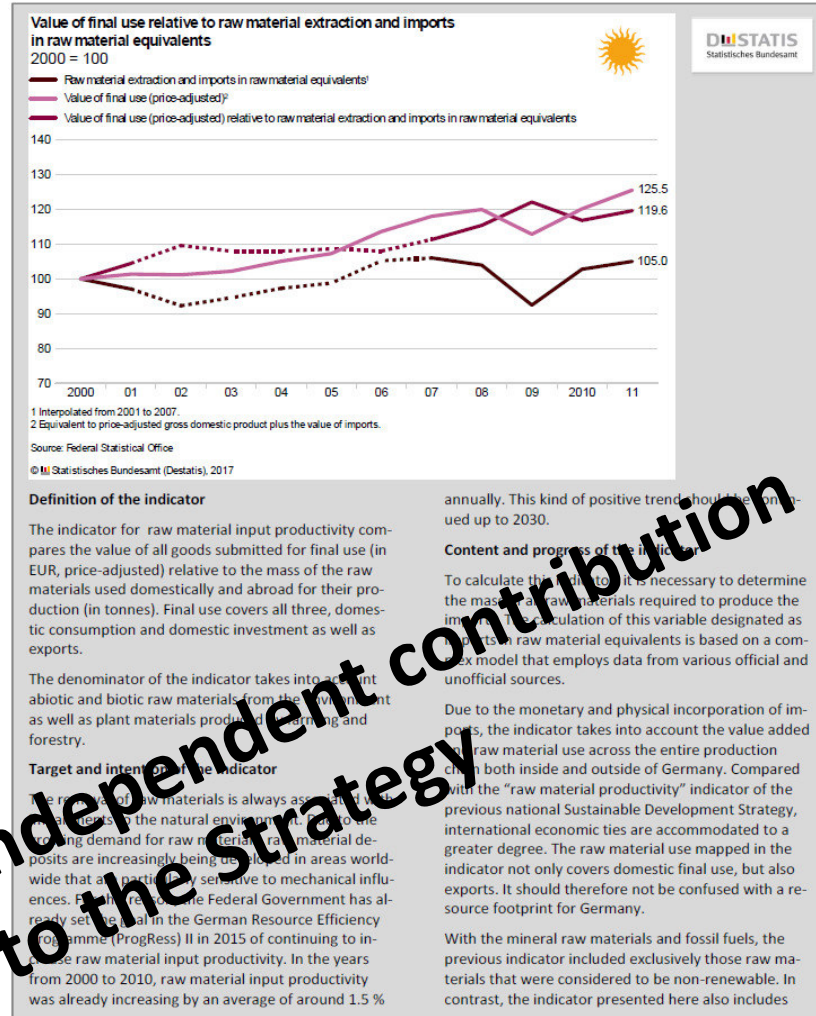 Value of final use relative to raw material extraction and imports
in raw material equivalents
2000 = 100
DESTATIS
Statistisches Bundesamt
Raw material extraction and imports in raw material equivalents¹
Value of final use (price-adjusted)²
Value of final use (price-adjusted) relative to raw material extraction and imports in raw material equivalents
140
130
120
110
100
90
80
70
125.5
119.6
105.0
2000 01 02 03 04 05 06 07 08 09 2010 11
1 Interpolated from 2001 to 2007.
2 Equivalent to price-adjusted gross domestic product plus the value of imports.
Source: Federal Statistical Office
© Statistisches Bundesamt (Destatis), 2017
Definition of the indicator
The indicator for raw material input productivity com-
pares the value of all goods submitted for final use (in
EUR, price-adjusted) relative to the mass of the raw
materials used domestically and abroad for their pro-
duction (in tonnes). Final use covers all three, domes-
tic consumption and domestic investment as well as
exports.
The denominator of the indicator takes into account
abiotic and biotic raw materials from the environment
as well as plant materials produced by farming and
forestry.
Target and intention of the indicator
The removal of raw materials is always associated with
to the natural environment. Due to the
growing demand for raw materials, raw material de-
posits are increasingly being developed in areas world-
wide that are particularly sensitive to mechanical influ-
ences. For this reason, the Federal Government has al-
ready set the goal in the German Resource Efficiency
Programme (ProgRess) II in 2015 of continuing to in-
crease raw material input productivity. In the years
from 2000 to 2010, raw material input productivity
was already increasing by an average of around 1.5 %
annually. This kind of positive trend should be contin-
ued up to 2030.
Content and progress of the indicator
To calculate this indicator, it is necessary to determine
the mass of all raw materials required to produce the
imports. The calculation of this variable designated as
imports in raw material equivalents is based on a com-
plex model that employs data from various official and
unofficial sources.
Due to the monetary and physical incorporation of im-
ports, the indicator takes into account the value added
and raw material use across the entire production
chain both inside and outside of Germany. Compared
with the "raw material productivity" indicator of the
previous national Sustainable Development Strategy,
international economic ties are accommodated to a
greater degree. The raw material use mapped in the
indicator not only covers domestic final use, but also
exports. It should therefore not be confused with a re-
source footprint for Germany.
With the mineral raw materials and fossil fuels, the
previous indicator included exclusively those raw ma-
terials that were considered to be non-renewable. In
contrast, the indicator presented here also includes
independent contribution
to the Strategy